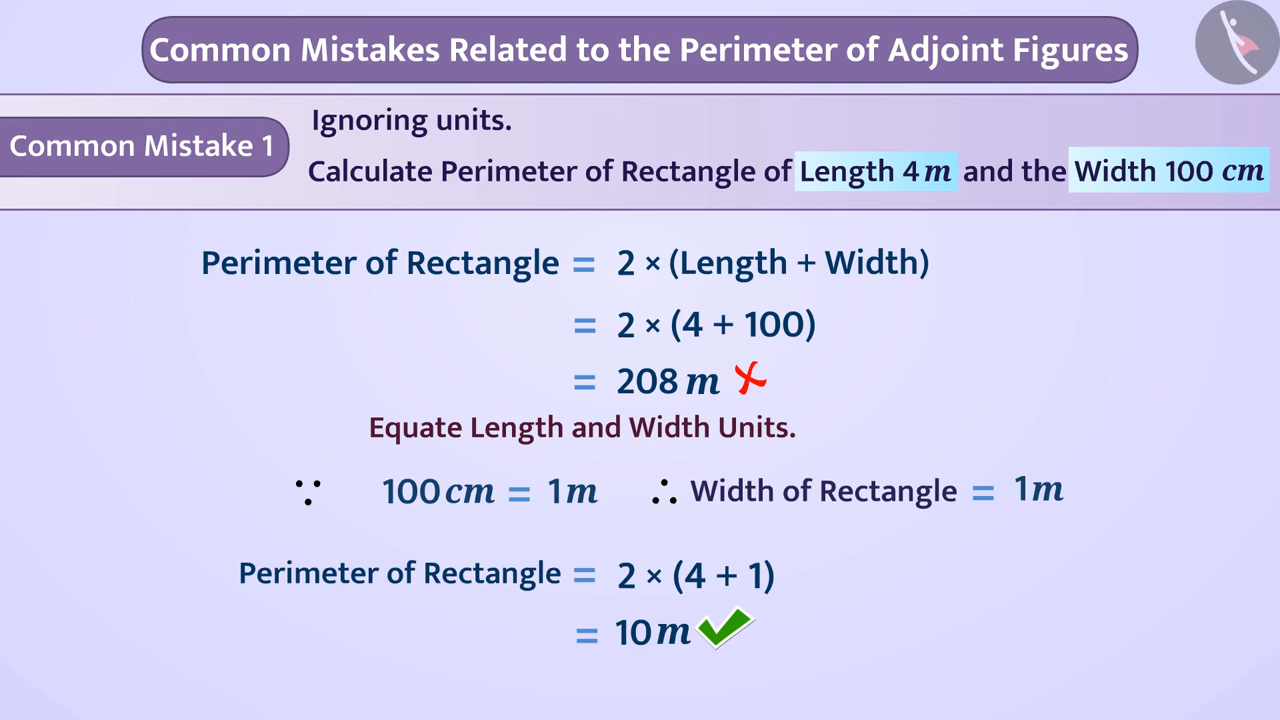 Common Mistakes Related to the Perimeter of Adjoint Figures
Common Mistake 1
Ignoring units.
Calculate Perimeter of Rectangle of Length 4 m and the Width 100 cm
Perimeter of Rectangle = 2 × (Length + Width)
= 2 × (4 + 100)
= 208 m
Equate Length and Width Units.
∵ 100 cm = 1 m ∴ Width of Rectangle = 1 m
Perimeter of Rectangle = 2 × (4 + 1)
= 10 m